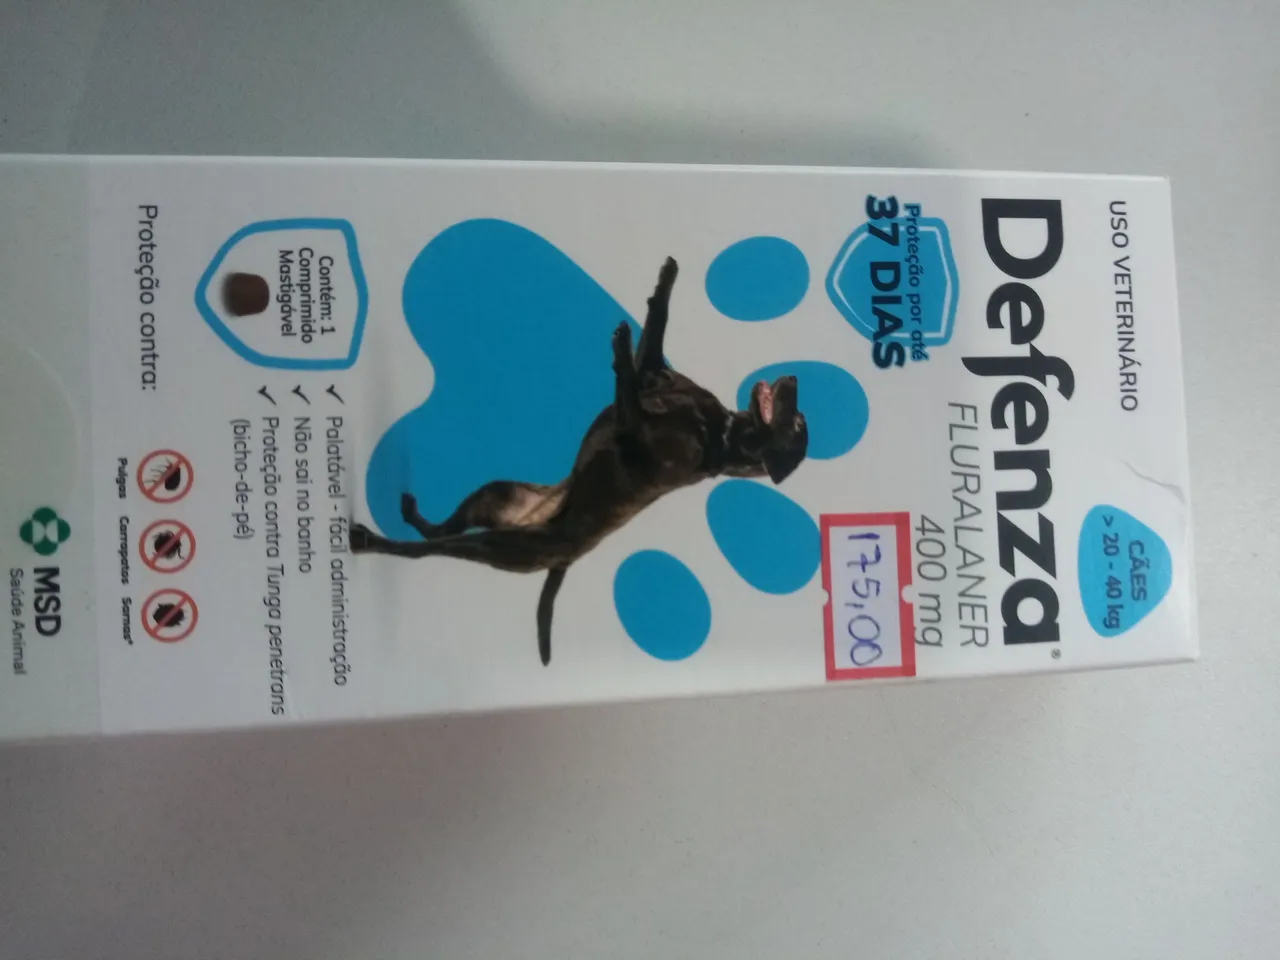 USO VETERINÁRIO
CÃES
> 20 - 40 kg
Defenza®
FLURALANER
400 mg
Proteção por até
37 DIAS
175,00
Contém: 1
Comprimido
Mastigável
✓ Palatável - fácil administração
✓ Não sai no banho
✓ Proteção contra Tunga penetrans
(bicho-de-pé)
Proteção contra:
Pulgas Carrapatos Sarnas*
MSD
Saúde Animal